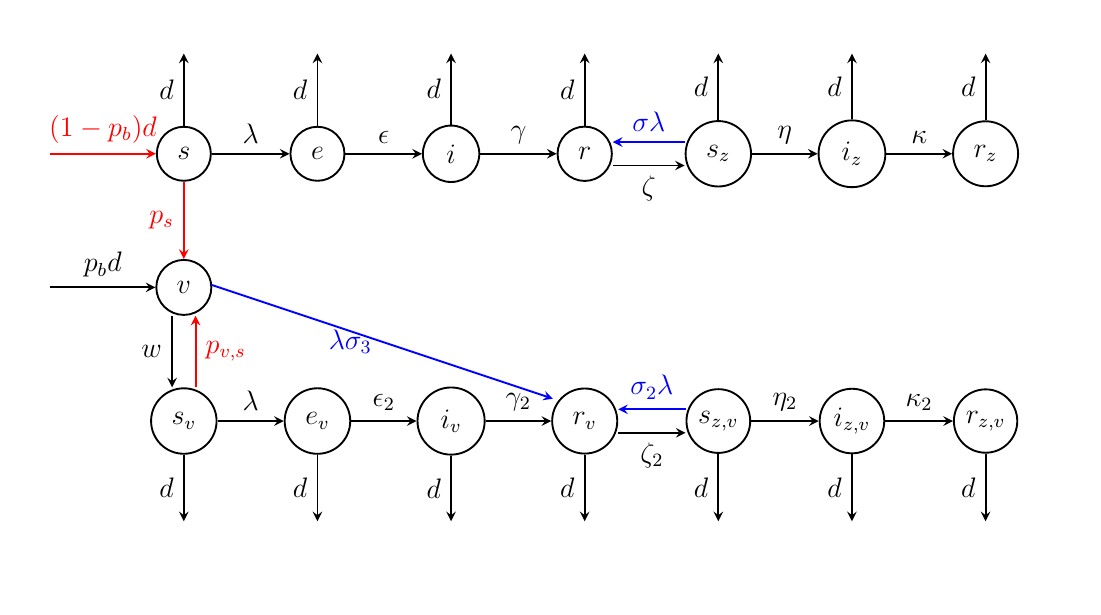 d d d d d d d
(1 − p_b)d λ ϵ γ σλ η κ
s e i r s_z i_z r_z
ζ
p_s
p_b d
v
w p_{v,s} λσ_3
λ ϵ_2 γ_2 σ_2λ η_2 κ_2
s_v e_v i_v r_v s_{z,v} i_{z,v} r_{z,v}
ζ_2
d d d d d d d